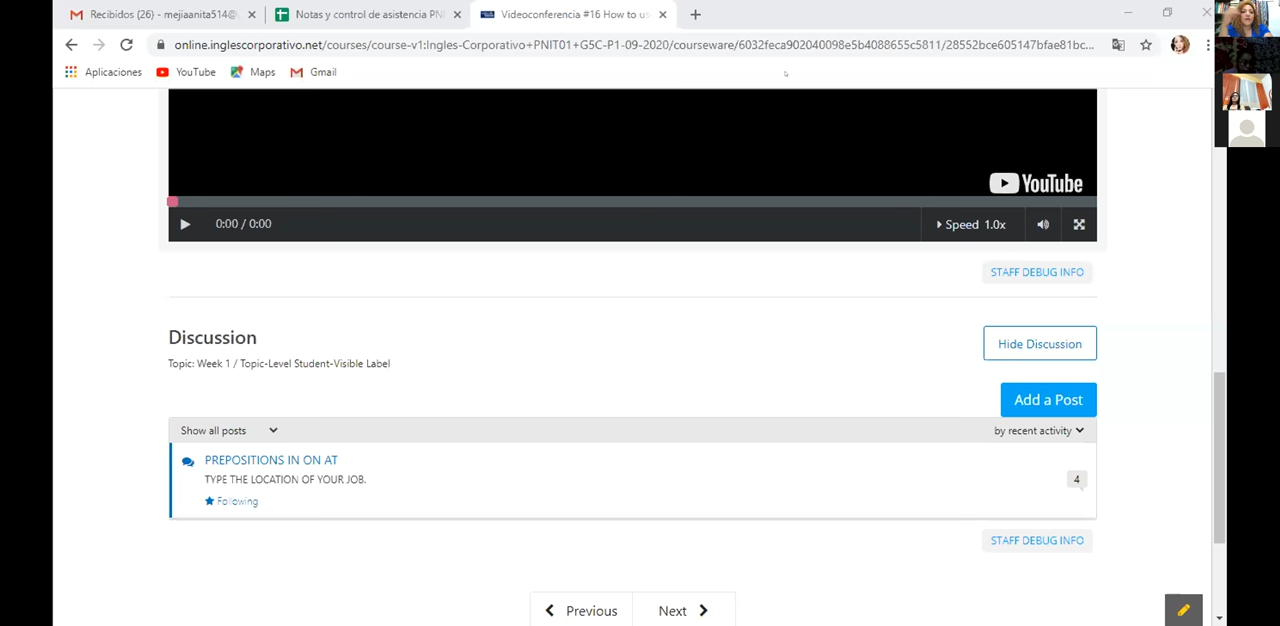 Recibidos (26) - mejiaanita514@
Notas y control de asistencia PNI
Videoconferencia #16 How to us
online.inglescorporativo.net/courses/course-v1:Ingles-Corporativo+PNIT01+G5C-P1-09-2020/courseware/6032feca902040098e5b4088655c5811/28552bce605147bfae81bc...
Aplicaciones
YouTube
Maps
Gmail
YouTube
0:00 / 0:00
Speed 1.0x
STAFF DEBUG INFO
Discussion
Hide Discussion
Topic: Week 1 / Topic-Level Student-Visible Label
Add a Post
Show all posts
by recent activity
PREPOSITIONS IN ON AT
TYPE THE LOCATION OF YOUR JOB.
4
Following
STAFF DEBUG INFO
Previous
Next